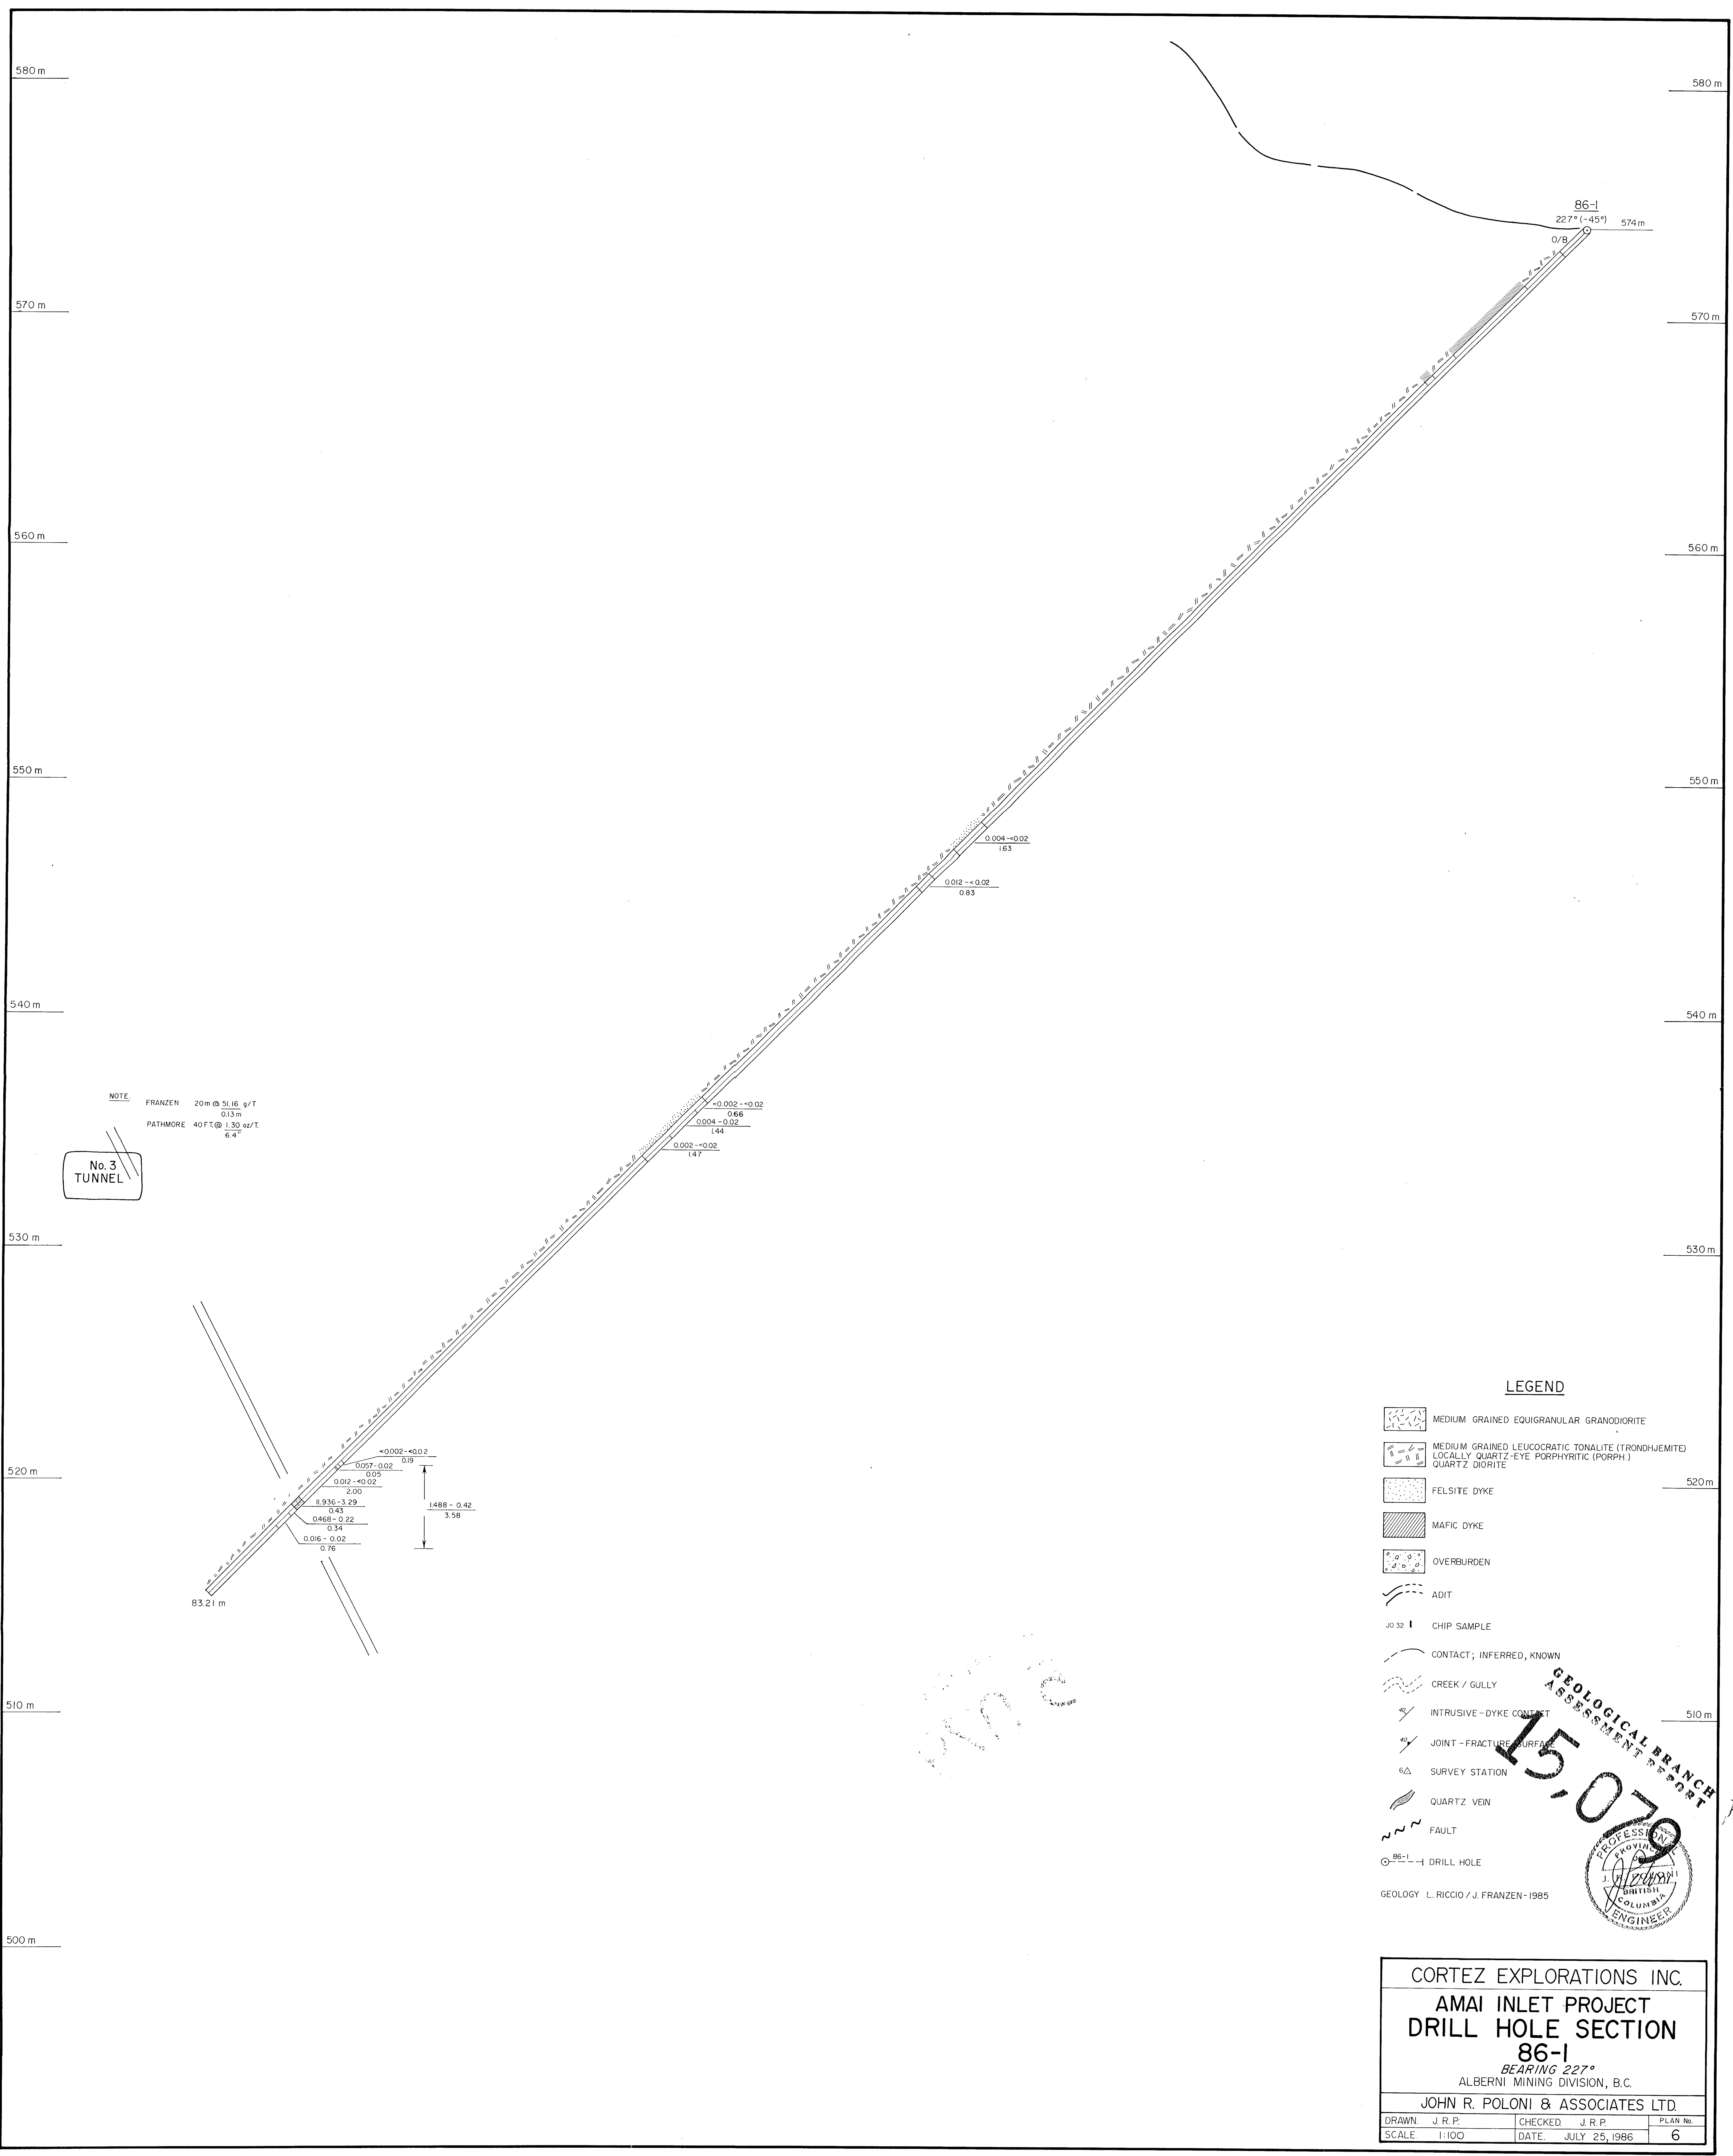 580 m
580 m
86-1
227° (-45°)
574 m
O/B
570 m
570 m
560 m
560 m
550 m
550 m
0.004 - <0.02
1.63
0.012 - <0.02
0.83
540 m
540 m
NOTE.
FRANZEN 20m @ 51.16 g/T
0.13 m
PATHMORE 40 FT. @ 1.30 oz/T.
6.4"
No. 3
TUNNEL
<0.002 - <0.02
0.66
0.004 - 0.02
1.44
0.002 - <0.02
1.47
530 m
530 m
520 m
520 m
<0.002 - <0.02
0.19
0.057 - 0.02
0.05
0.012 - <0.02
2.00
11.936 - 3.29
0.43
0.468 - 0.22
0.34
0.016 - 0.02
0.76
1.488 - 0.42
3.58
83.21 m
510 m
510 m
500 m
LEGEND
MEDIUM GRAINED EQUIGRANULAR GRANODIORITE
MEDIUM GRAINED LEUCOCRATIC TONALITE (TRONDHJEMITE)
LOCALLY QUARTZ-EYE PORPHYRITIC (PORPH.)
QUARTZ DIORITE
FELSITE DYKE
MAFIC DYKE
OVERBURDEN
ADIT
JO 32 CHIP SAMPLE
CONTACT; INFERRED, KNOWN
CREEK / GULLY
INTRUSIVE - DYKE CONTACT
40 JOINT - FRACTURE SURFACE
6 SURVEY STATION
QUARTZ VEIN
FAULT
86-1 DRILL HOLE
GEOLOGY L. RICCIO / J. FRANZEN - 1985
GEOLOGICAL BRANCH
ASSESSMENT REPORT
15,079
PROFESSIONAL
PROVINCE
OF
J. R. POLONI
BRITISH
COLUMBIA
ENGINEER
CORTEZ EXPLORATIONS INC.
AMAI INLET PROJECT
DRILL HOLE SECTION
86-1
BEARING 227°
ALBERNI MINING DIVISION, B.C.
JOHN R. POLONI & ASSOCIATES LTD.
DRAWN. J. R. P. CHECKED. J. R. P. PLAN No.
SCALE. 1:100 DATE. JULY 25, 1986 6